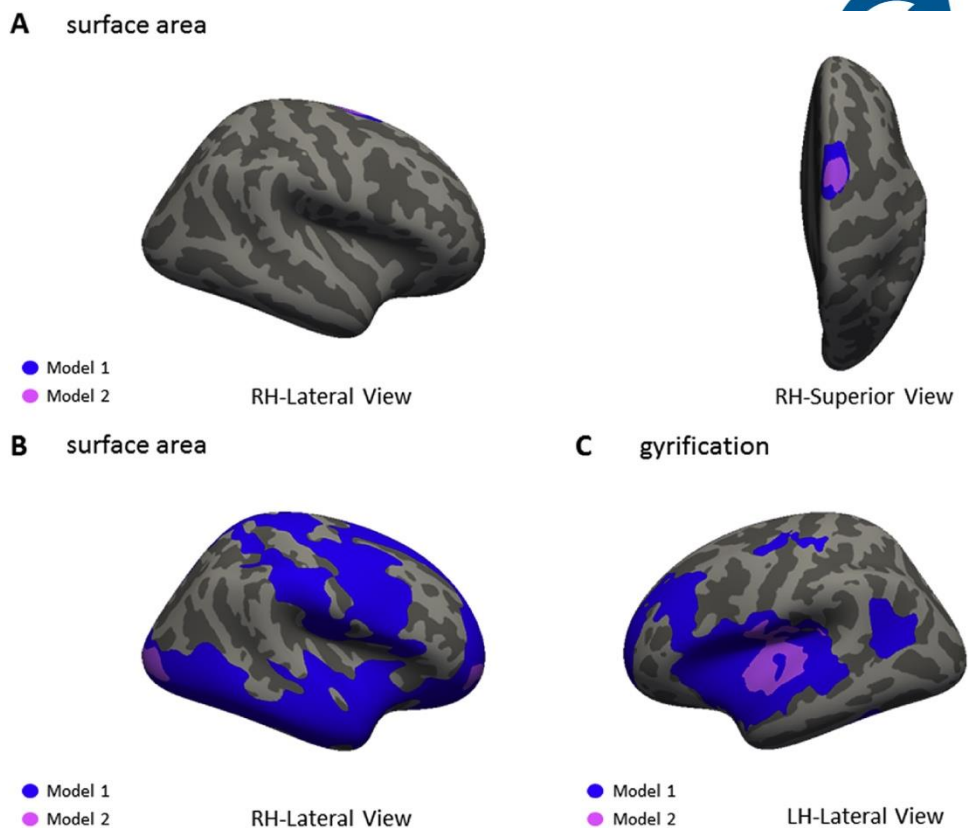 A surface area
Model 1
Model 2
RH-Lateral View
RH-Superior View
B surface area
C gyrification
Model 1
Model 2
RH-Lateral View
Model 1
Model 2
LH-Lateral View